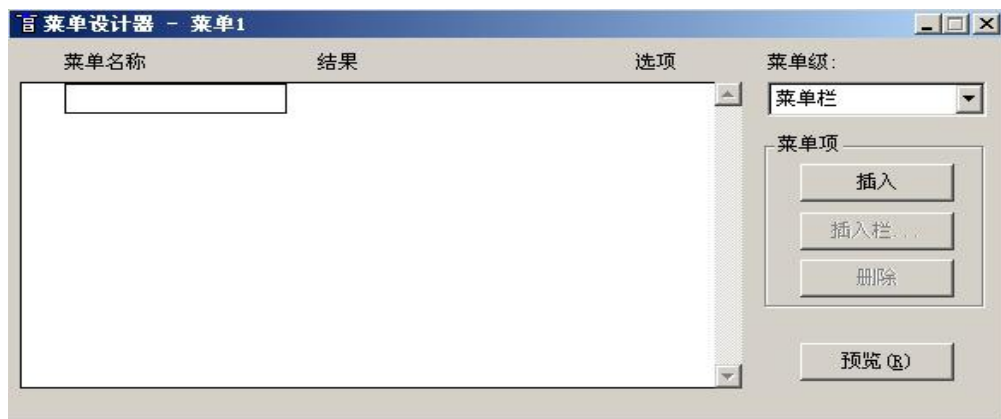 菜单设计器 - 菜单1
菜单名称 结果 选项 菜单级:
菜单栏
菜单项
插入
插入栏...
删除
预览(R)